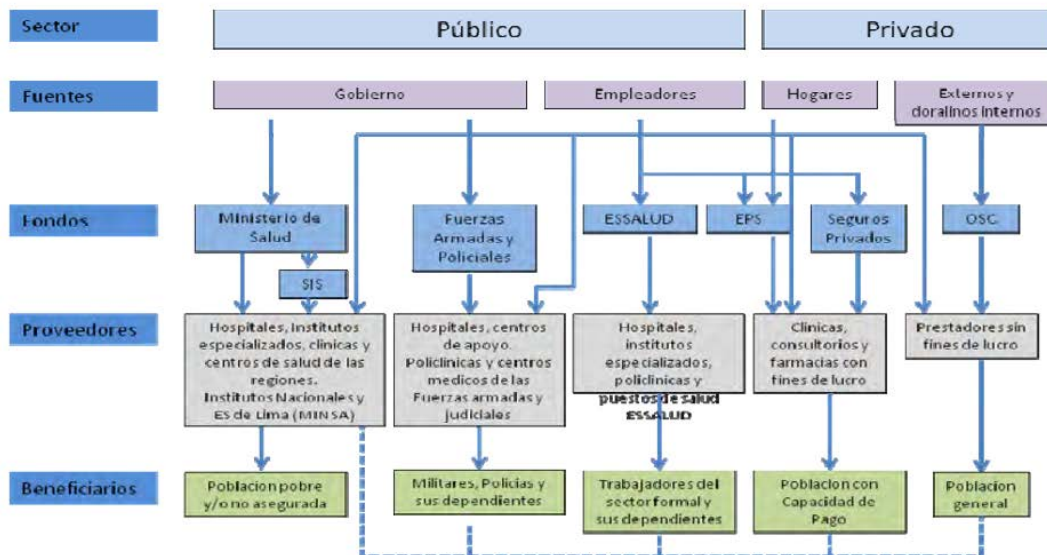 Sector
Público
Privado
Fuentes
Gobierno
Empleadores
Hogares
Externos y
doralinos internos
Fondos
Ministerio de
Salud
SIS
Fuerzas
Armadas y
Policiales
ESSALUD
EPS
Seguros
Privados
OSC
Proveedores
Hospitales, Institutos
especializados, clinicas y
centros de salud de las
regiones.
Institutos Nacionales y
ES de Lima (MINSA)
Hospitales, centros
de apoyo.
Policlinicas y centros
medicos de las
Fuerzas armadas y
judiciales
Hospitales,
institutos
especializados,
policlinicas y
puestos de salud
ESSALUD
Clinicas,
consultorios y
farmacias con
fines de lucro
Prestadores sin
fines de lucro
Beneficiarios
Poblacion pobre
y/o no asegurada
Militares, Policias y
sus dependientes
Trabajadores del
sector formal y
sus dependientes
Poblacion con
Capacidad de
Pago
Poblacion
general